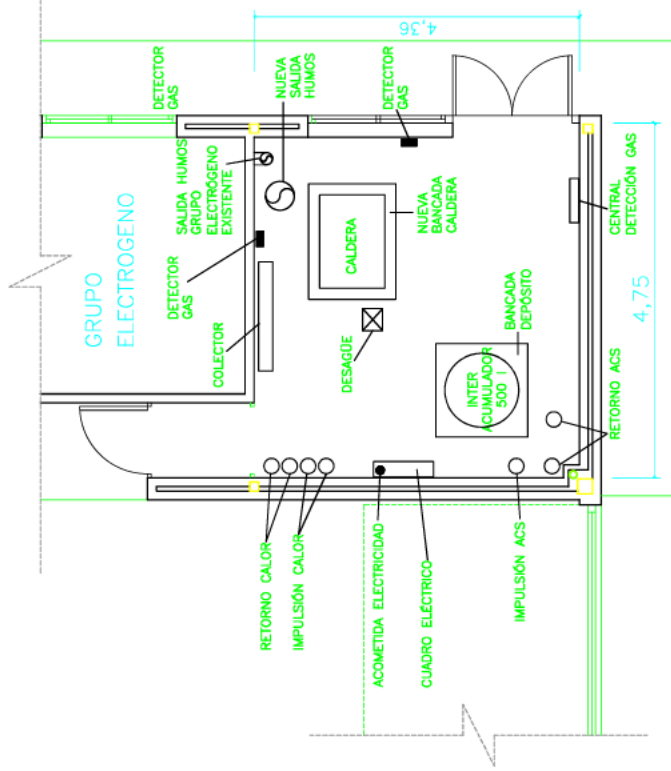 4,36
DETECTOR
GAS
NUEVA
SALIDA
HUMOS
DETECTOR
GAS
SALIDA HUMOS
GRUPO
ELECTRÓGENO
EXISTENTE
GRUPO
ELECTROGENO
DETECTOR
GAS
COLECTOR
CALDERA
NUEVA
BANCADA
CALDERA
DESAGÜE
CENTRAL
DETECCIÓN GAS
4,75
BANCADA
DEPÓSITO
INTER
ACUMULADOR
500 l
RETORNO ACS
RETORNO CALOR
IMPULSIÓN CALOR
ACOMETIDA ELECTRICIDAD
CUADRO ELÉCTRICO
IMPULSIÓN ACS